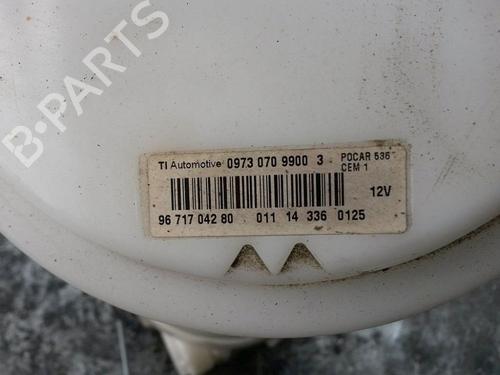 B-PARTS
TI Automotive 0973 070 9900 3
POCAR 536
CEM 1
12V
96 717 042 80 011 14 336 0125